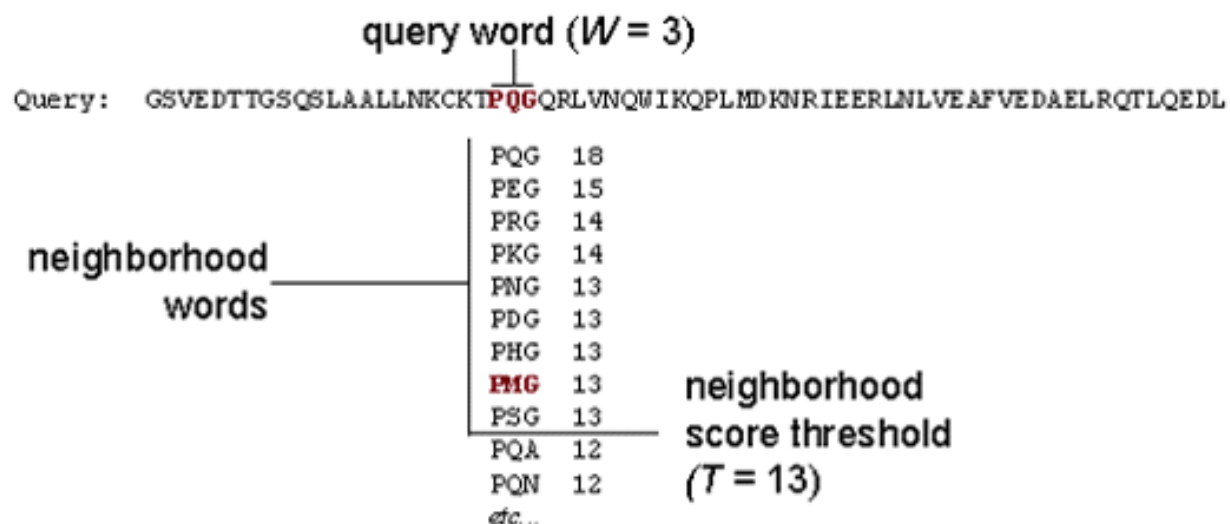 query word (W = 3)
Query: GSVEDTTGSQSLAALLNKCKTPQGQRLVNQWIKQPLMDKNRIEERLNLVEAFVEDAELRQTLQEDL
PQG 18
PEG 15
PRG 14
PKG 14
neighborhood
words
PNG 13
PDG 13
PHG 13
PMG 13
PSG 13
PQA 12
PQN 12
etc...
neighborhood
score threshold
(T = 13)